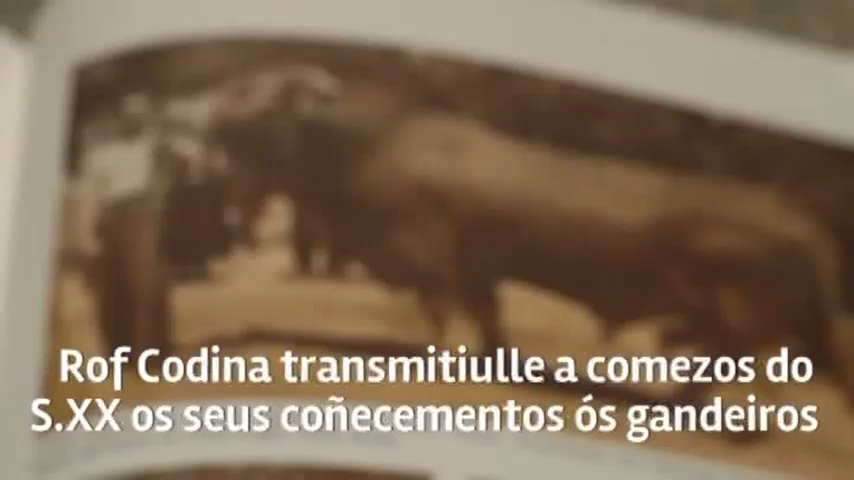 Rof Codina transmitiulle a comezos do
S.XX os seus coñecementos ós gandeiros